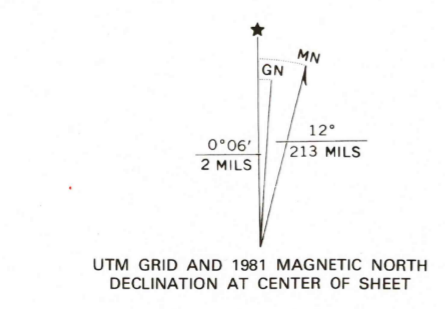 ★
MN
GN
0°06′
2 MILS
12°
213 MILS
UTM GRID AND 1981 MAGNETIC NORTH
DECLINATION AT CENTER OF SHEET